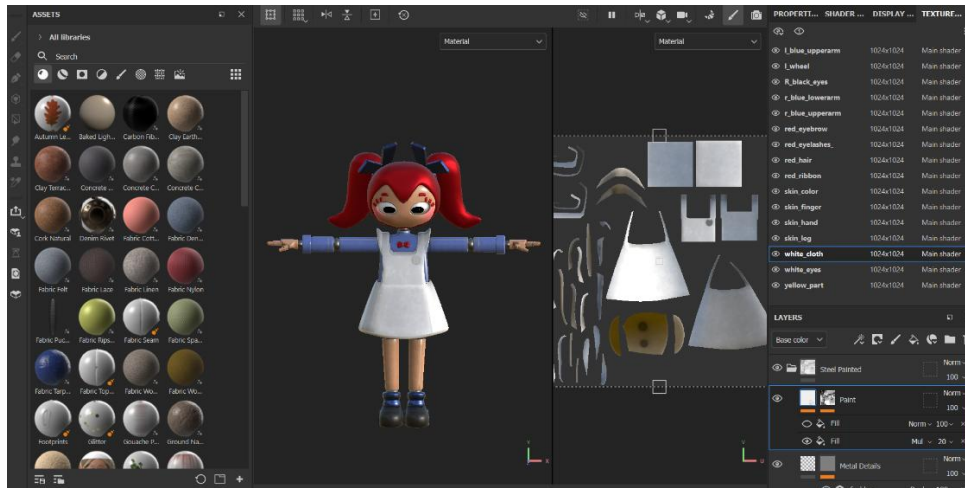 ASSETS
All libraries
Search
Autumn Le...
Baked Ligh...
Carbon Fib...
Clay Earth...
Clay Terrac...
Concrete ...
Concrete C...
Concrete C...
Cork Natural
Denim Rivet
Fabric Cott...
Fabric Den...
Fabric Felt
Fabric Lace
Fabric Linen
Fabric Nylon
Fabric Puc...
Fabric Rips...
Fabric Seam
Fabric Spa...
Fabric Tarp...
Fabric Top...
Fabric Wo...
Fabric Wo...
Footprints
Glitter
Gouache P...
Ground Na...
Material
Material
PROPERTI... SHADER ... DISPLAY ... TEXTURE...
l_blue_upperarm 1024x1024 Main shader
l_wheel 1024x1024 Main shader
R_black_eyes 1024x1024 Main shader
r_blue_lowerarm 1024x1024 Main shader
r_blue_upperarm 1024x1024 Main shader
red_eyebrow 1024x1024 Main shader
red_eyelashes_ 1024x1024 Main shader
red_hair 1024x1024 Main shader
red_ribbon 1024x1024 Main shader
skin_color 1024x1024 Main shader
skin_finger 1024x1024 Main shader
skin_hand 1024x1024 Main shader
skin_leg 1024x1024 Main shader
white_cloth 1024x1024 Main shader
white_eyes 1024x1024 Main shader
yellow_part 1024x1024 Main shader
LAYERS
Base color
Steel Painted Norm
100
Paint Norm
100
Fill Norm 100
Fill Mul 20
Metal Details Norm
100